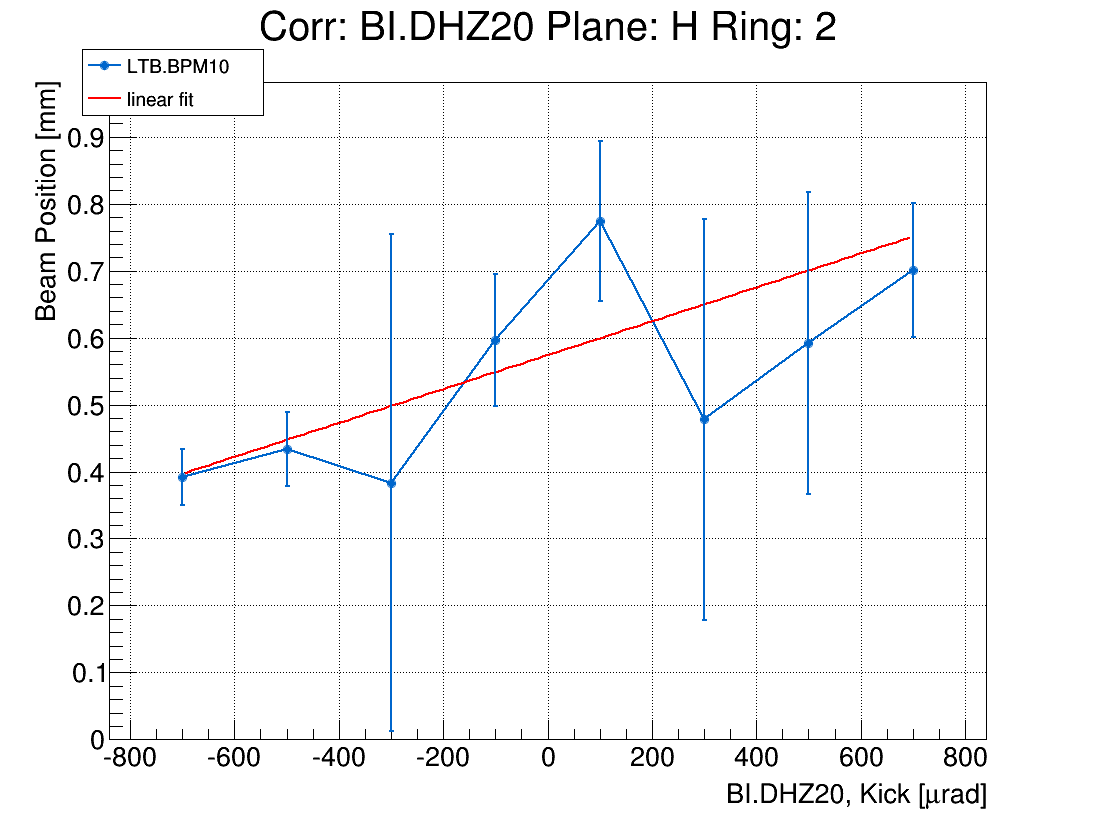 Corr: BI.DHZ20 Plane: H Ring: 2
LTB.BPM10
linear fit
Beam Position [mm]
0.9
0.8
0.7
0.6
0.5
0.4
0.3
0.2
0.1
0
-800 -600 -400 -200 0 200 400 600 800
BI.DHZ20, Kick [μrad]